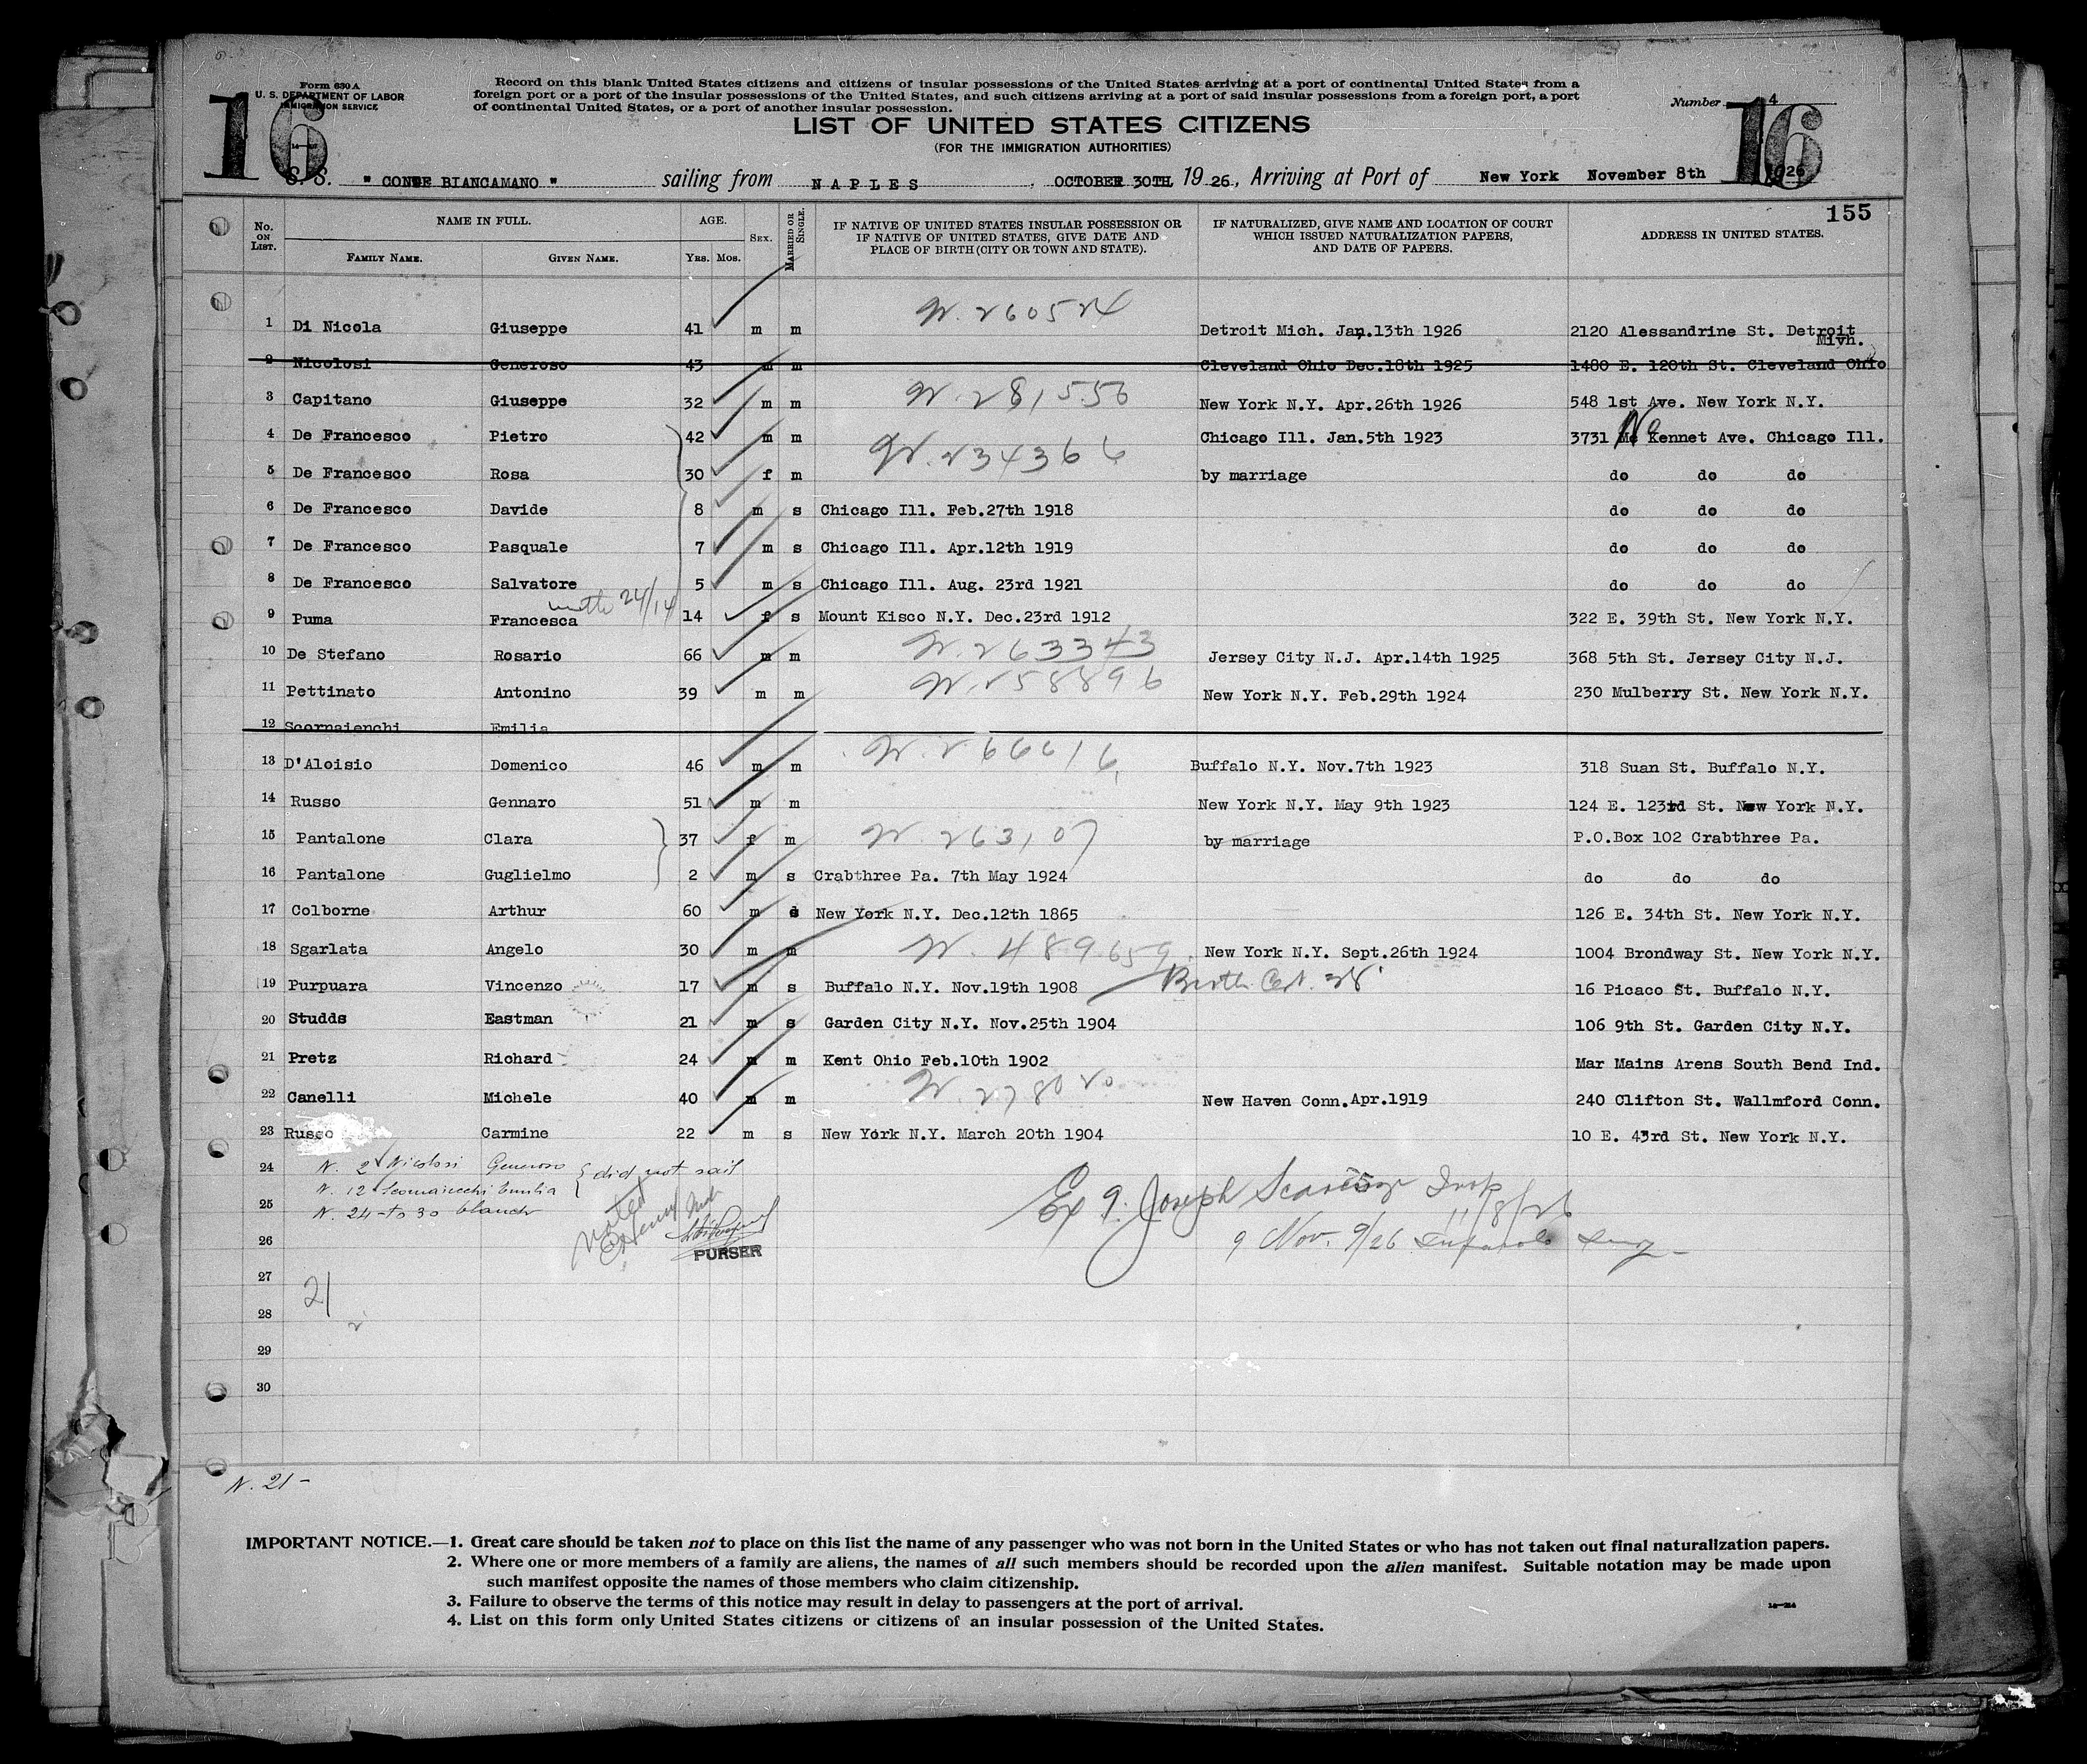 Form 630 A
U. S. DEPARTMENT OF LABOR
IMMIGRATION SERVICE
16
Record on this blank United States citizens and citizens of insular possessions of the United States arriving at a port of continental United States from a
foreign port or a port of the insular possessions of the United States, and such citizens arriving at a port of said insular possessions from a foreign port, a port
of continental United States, or a port of another insular possession.
Number 4
16
LIST OF UNITED STATES CITIZENS
(FOR THE IMMIGRATION AUTHORITIES)
S. S. " CONTE BIANCAMANO " sailing from NAPLES, OCTOBER 30TH, 1926, Arriving at Port of New York November 8th 1926
155
No. ON LIST. NAME IN FULL. FAMILY NAME. GIVEN NAME. AGE. YRS. MOS. SEX. MARRIED OR SINGLE. IF NATIVE OF UNITED STATES INSULAR POSSESSION OR IF NATIVE OF UNITED STATES, GIVE DATE AND PLACE OF BIRTH (CITY OR TOWN AND STATE). IF NATURALIZED, GIVE NAME AND LOCATION OF COURT WHICH ISSUED NATURALIZATION PAPERS, AND DATE OF PAPERS. ADDRESS IN UNITED STATES.
1 Di Nicola Giuseppe 41 m m N. 260524 Detroit Mich. Jan.13th 1926 2120 Alessandrine St. Detroit Mivh.
2 Nicolosi Generoso 43 m m Cleveland Ohio Dec.18th 1925 1480 E. 120th St. Cleveland Ohio
3 Capitano Giuseppe 32 m m N. 281556 New York N.Y. Apr.26th 1926 548 1st Ave. New York N.Y.
4 De Francesco Pietro 42 m m N. 234366 Chicago Ill. Jan.5th 1923 3731 Mc Kennet Ave. Chicago Ill.
5 De Francesco Rosa 30 f m by marriage do do do
6 De Francesco Davide 8 m s Chicago Ill. Feb.27th 1918 do do do
7 De Francesco Pasquale 7 m s Chicago Ill. Apr.12th 1919 do do do
8 De Francesco Salvatore 5 m s Chicago Ill. Aug. 23rd 1921 do do do
with 24/14
9 Puma Francesca 14 f s Mount Kisco N.Y. Dec.23rd 1912 322 E. 39th St. New York N.Y.
10 De Stefano Rosario 66 m m N. 263343 Jersey City N.J. Apr.14th 1925 368 5th St. Jersey City N.J.
11 Pettinato Antonino 39 m m N. 258896 New York N.Y. Feb.29th 1924 230 Mulberry St. New York N.Y.
12 Scornaienchi Emilia
13 D'Aloisio Domenico 46 m m N. 266616 Buffalo N.Y. Nov.7th 1923 318 Suan St. Buffalo N.Y.
14 Russo Gennaro 51 m m New York N.Y. May 9th 1923 124 E. 123rd St. New York N.Y.
15 Pantalone Clara 37 f m N. 263107 by marriage P.O.Box 102 Crabthree Pa.
16 Pantalone Guglielmo 2 m s Crabthree Pa. 7th May 1924 do do do
17 Colborne Arthur 60 m New York N.Y. Dec.12th 1865 126 E. 34th St. New York N.Y.
18 Sgarlata Angelo 30 m m N. 489659 New York N.Y. Sept.26th 1924 1004 Brondway St. New York N.Y.
19 Purpuara Vincenzo 17 m s Buffalo N.Y. Nov.19th 1908 Birth Cert. 16 Picaco St. Buffalo N.Y.
20 Studds Eastman 21 m s Garden City N.Y. Nov.25th 1904 106 9th St. Garden City N.Y.
21 Pretz Richard 24 m m Kent Ohio Feb.10th 1902 Mar Mains Arens South Bend Ind.
22 Canelli Michele 40 m m N. 278020 New Haven Conn. Apr.1919 240 Clifton St. Wallmford Conn.
23 Russo Carmine 22 m s New York N.Y. March 20th 1904 10 E. 43rd St. New York N.Y.
24 N. 2 Nicolosi Generoso } did not sail
N. 12 Scornaienchi Emilia
25 N. 24 to 30 blanch
noted
Ex 9. Joseph Insp 11/8/26
26 PURSER
9 Nov. 9/26
27
21
28
29
30
N. 21 -
IMPORTANT NOTICE.—1. Great care should be taken not to place on this list the name of any passenger who was not born in the United States or who has not taken out final naturalization papers.
2. Where one or more members of a family are aliens, the names of all such members should be recorded upon the alien manifest. Suitable notation may be made upon
such manifest opposite the names of those members who claim citizenship.
3. Failure to observe the terms of this notice may result in delay to passengers at the port of arrival.
4. List on this form only United States citizens or citizens of an insular possession of the United States.